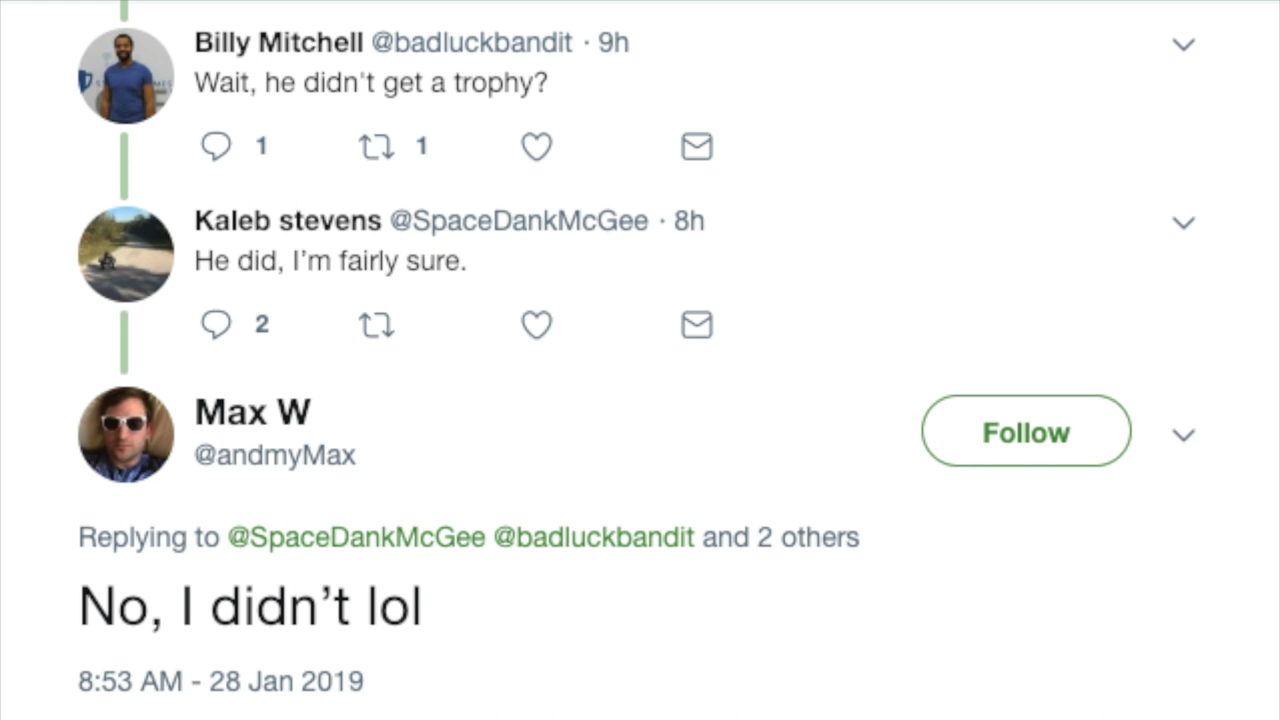 Billy Mitchell @badluckbandit · 9h
Wait, he didn't get a trophy?
1 1
Kaleb stevens @SpaceDankMcGee · 8h
He did, I’m fairly sure.
2
Max W
@andmyMax
Follow
Replying to @SpaceDankMcGee @badluckbandit and 2 others
No, I didn’t lol
8:53 AM - 28 Jan 2019